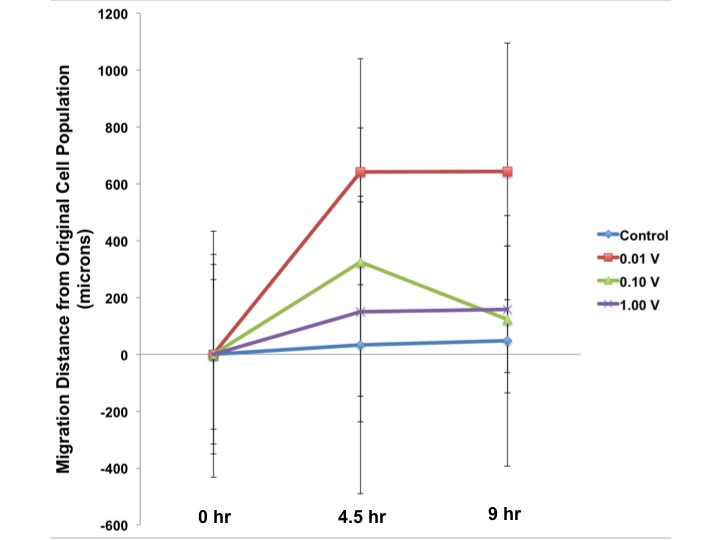 1200
1000
800
600
400
200
0
-200
-400
-600
Migration Distance from Original Cell Population
(microns)
0 hr
4.5 hr
9 hr
Control
0.01 V
0.10 V
1.00 V